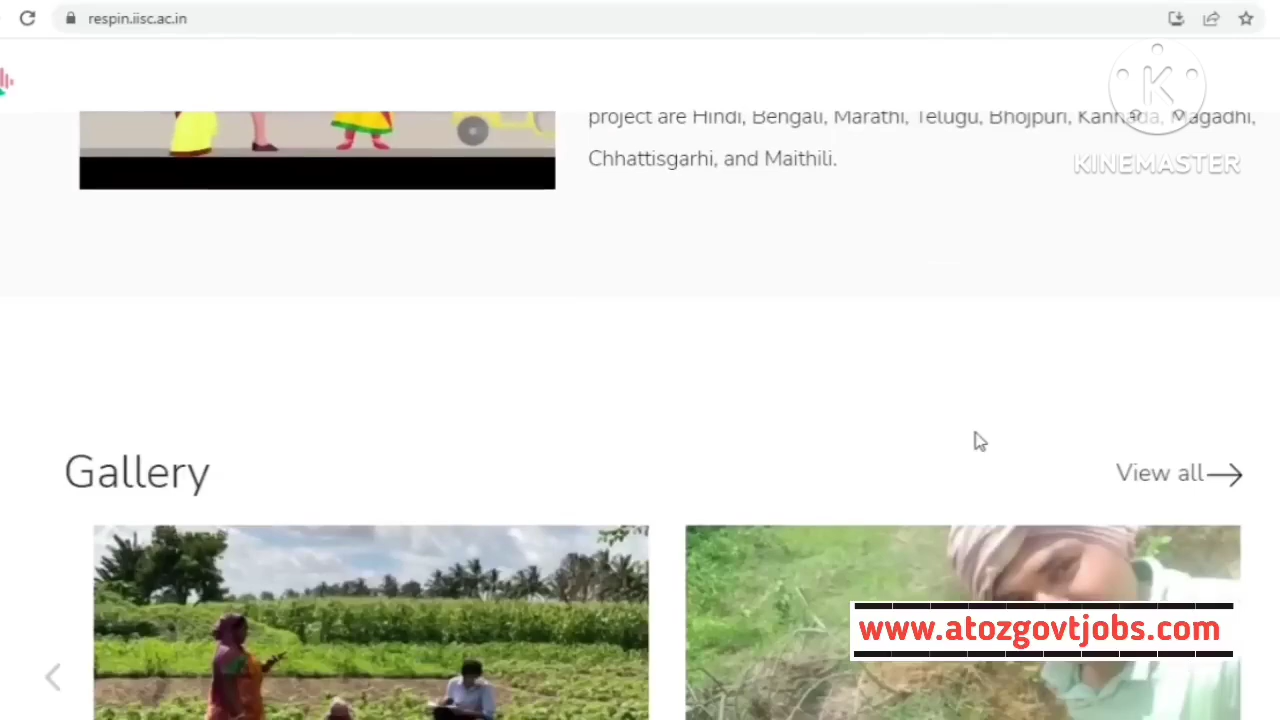 respin.iisc.ac.in
project are Hindi, Bengali, Marathi, Telugu, Bhojpuri, Kannada, Magadhi,
Chhattisgarhi, and Maithili.
K
KINEMASTER
Gallery
View all
www.atozgovtjobs.com